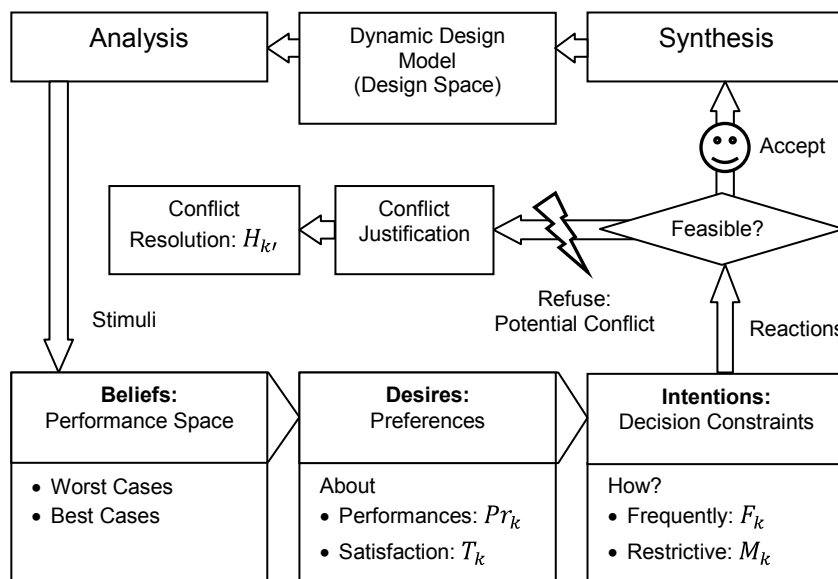 Analysis
Dynamic Design
Model
(Design Space)
Synthesis
Accept
Conflict
Resolution: H_{k'}
Conflict
Justification
Feasible?
Refuse:
Potential Conflict
Stimuli
Reactions
Beliefs:
Performance Space
Desires:
Preferences
Intentions:
Decision Constraints
• Worst Cases
• Best Cases
About
• Performances: Pr_k
• Satisfaction: T_k
How?
• Frequently: F_k
• Restrictive: M_k